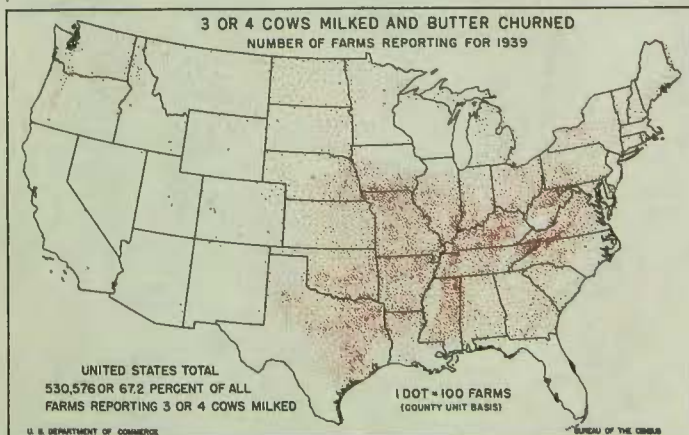 3 OR 4 COWS MILKED AND BUTTER CHURNED
NUMBER OF FARMS REPORTING FOR 1939
UNITED STATES TOTAL
530,576 OR 67.2 PERCENT OF ALL
FARMS REPORTING 3 OR 4 COWS MILKED
1 DOT = 100 FARMS
(COUNTY UNIT BASIS)
U. S. DEPARTMENT OF COMMERCE
BUREAU OF THE CENSUS